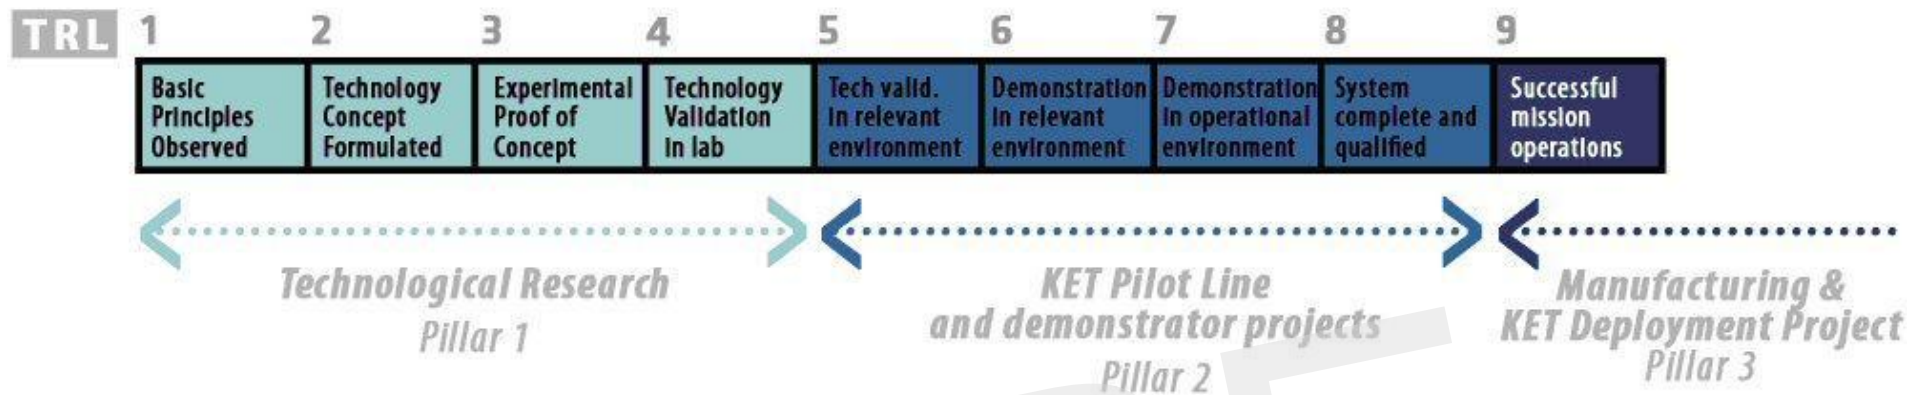 TRL 1 2 3 4 5 6 7 8 9
Basic
Principles
Observed
Technology
Concept
Formulated
Experimental
Proof of
Concept
Technology
Validation
in lab
Tech valid.
in relevant
environment
Demonstration
in relevant
environment
Demonstration
in operational
environment
System
complete and
qualified
Successful
mission
operations
Technological Research
Pillar 1
KET Pilot Line
and demonstrator projects
Pillar 2
Manufacturing &
KET Deployment Project
Pillar 3